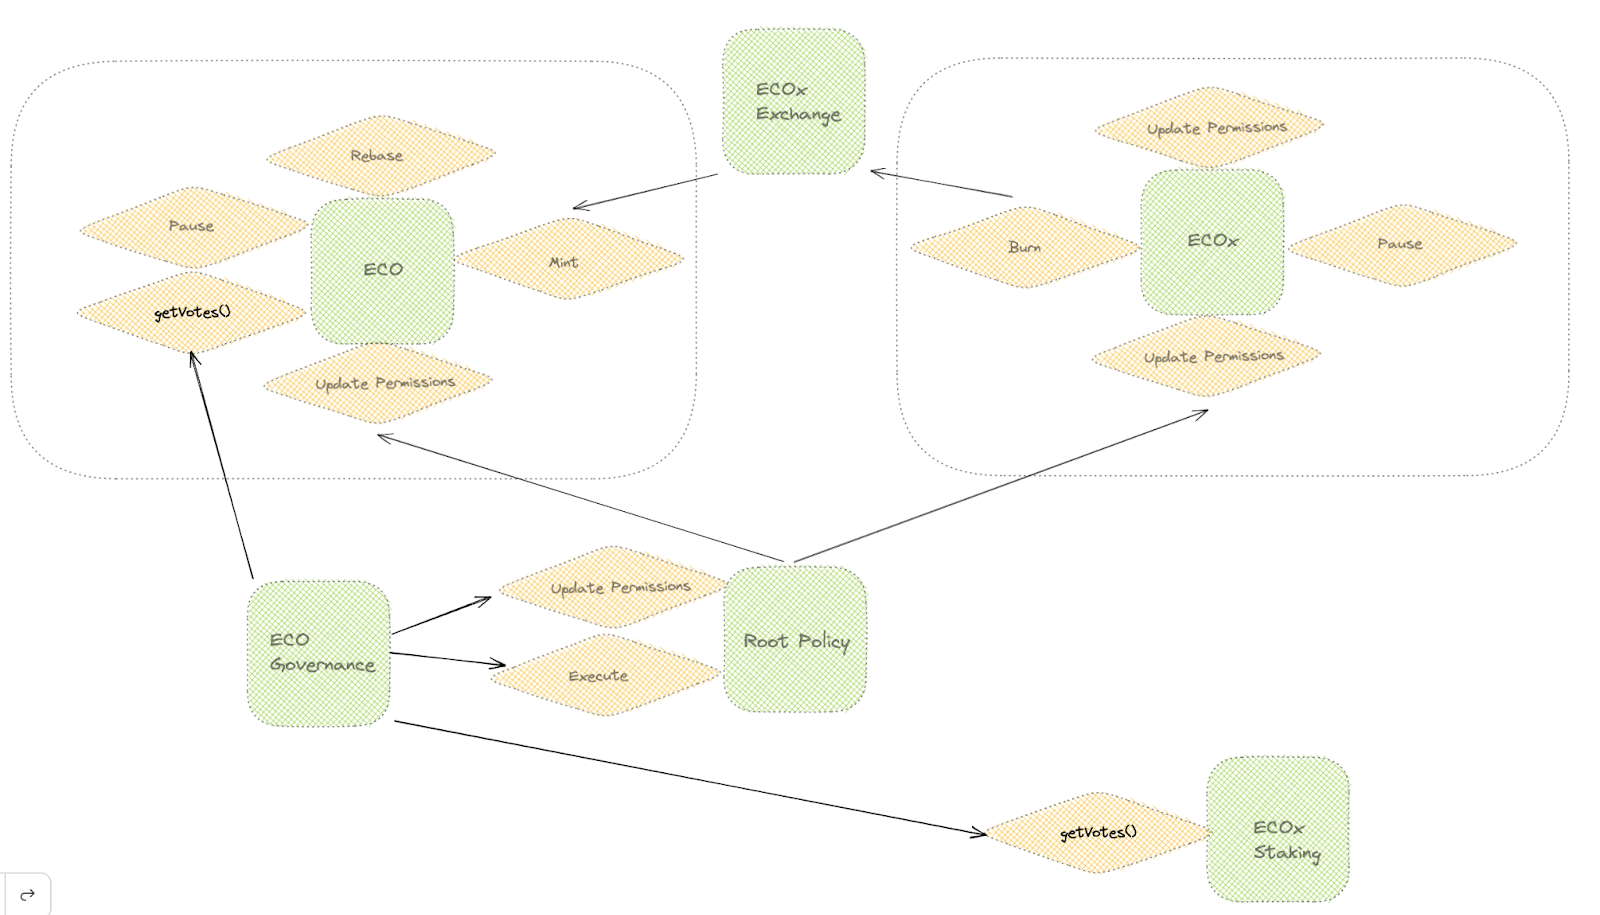 ECOx
Exchange
Update Permissions
Rebase
Pause
ECO
Mint
getVotes()
Update Permissions
Burn
ECOx
Pause
Update Permissions
Update Permissions
ECO
Governance
Execute
Root Policy
getVotes()
ECOx
Staking